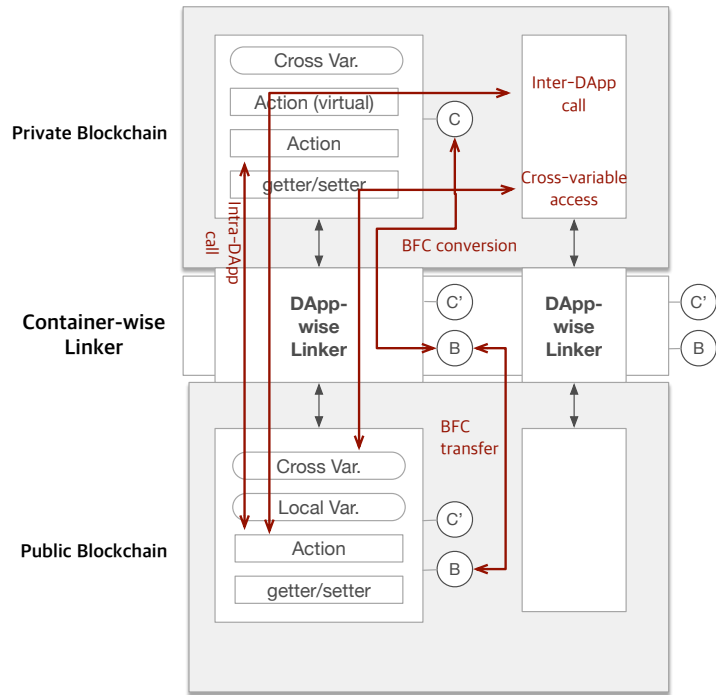 Cross Var.
Action (virtual)
Action
getter/setter
C
Inter-DApp
call
Cross-variable
access
Private Blockchain
Intra-DApp
call
BFC conversion
Container-wise
Linker
DApp-
wise
Linker
C'
B
DApp-
wise
Linker
C'
B
BFC
transfer
Cross Var.
Local Var.
Action
getter/setter
C'
B
Public Blockchain